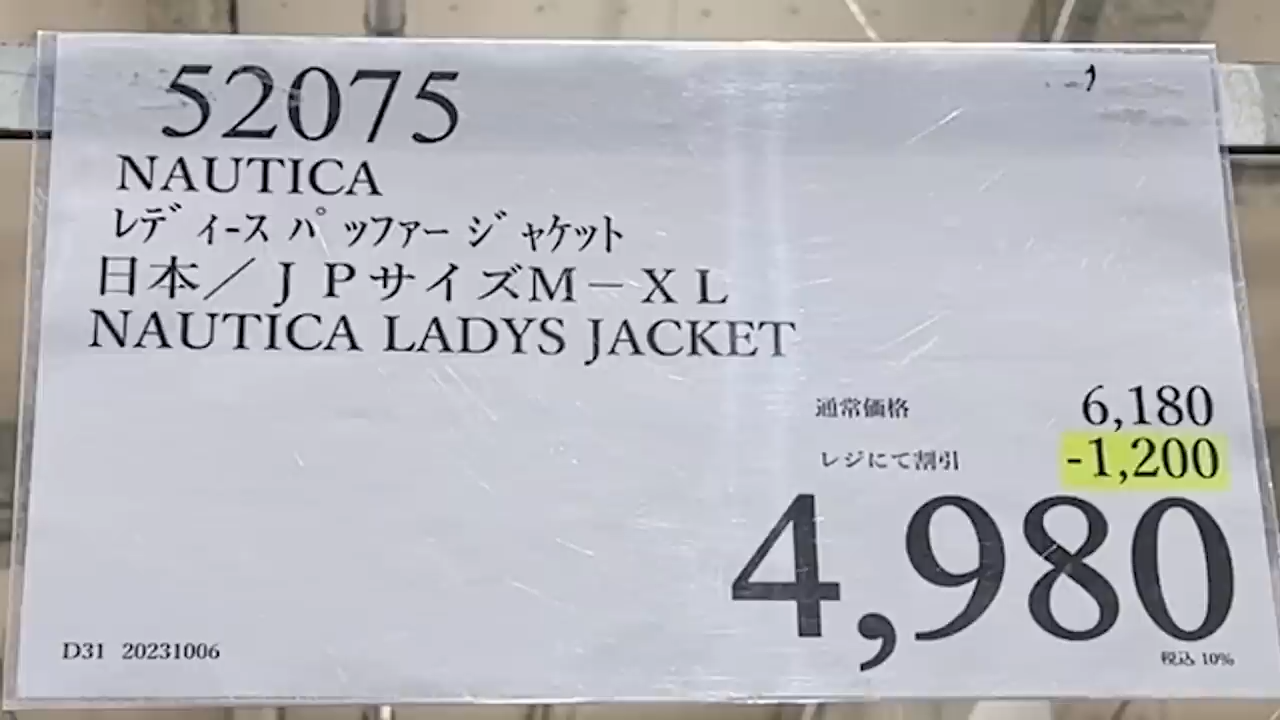 52075
NAUTICA
レディース パッファー ジャケット
日本／ＪＰサイズM－ＸＬ
NAUTICA LADYS JACKET
通常価格 6,180
レジにて割引 -1,200
4,980
税込 10%
D31 20231006